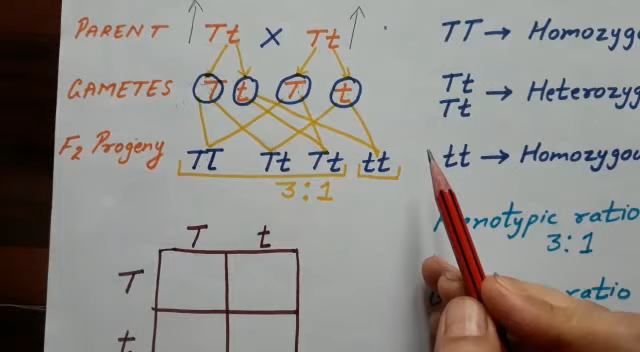 PARENT Tt × Tt
GAMETES T t T t
F2 Progeny TT Tt Tt tt
3:1
TT → Homozyg
Tt
Tt → Heterozyg
tt → Homozygou
notypic ratio
3:1
ratio
T t
T
t